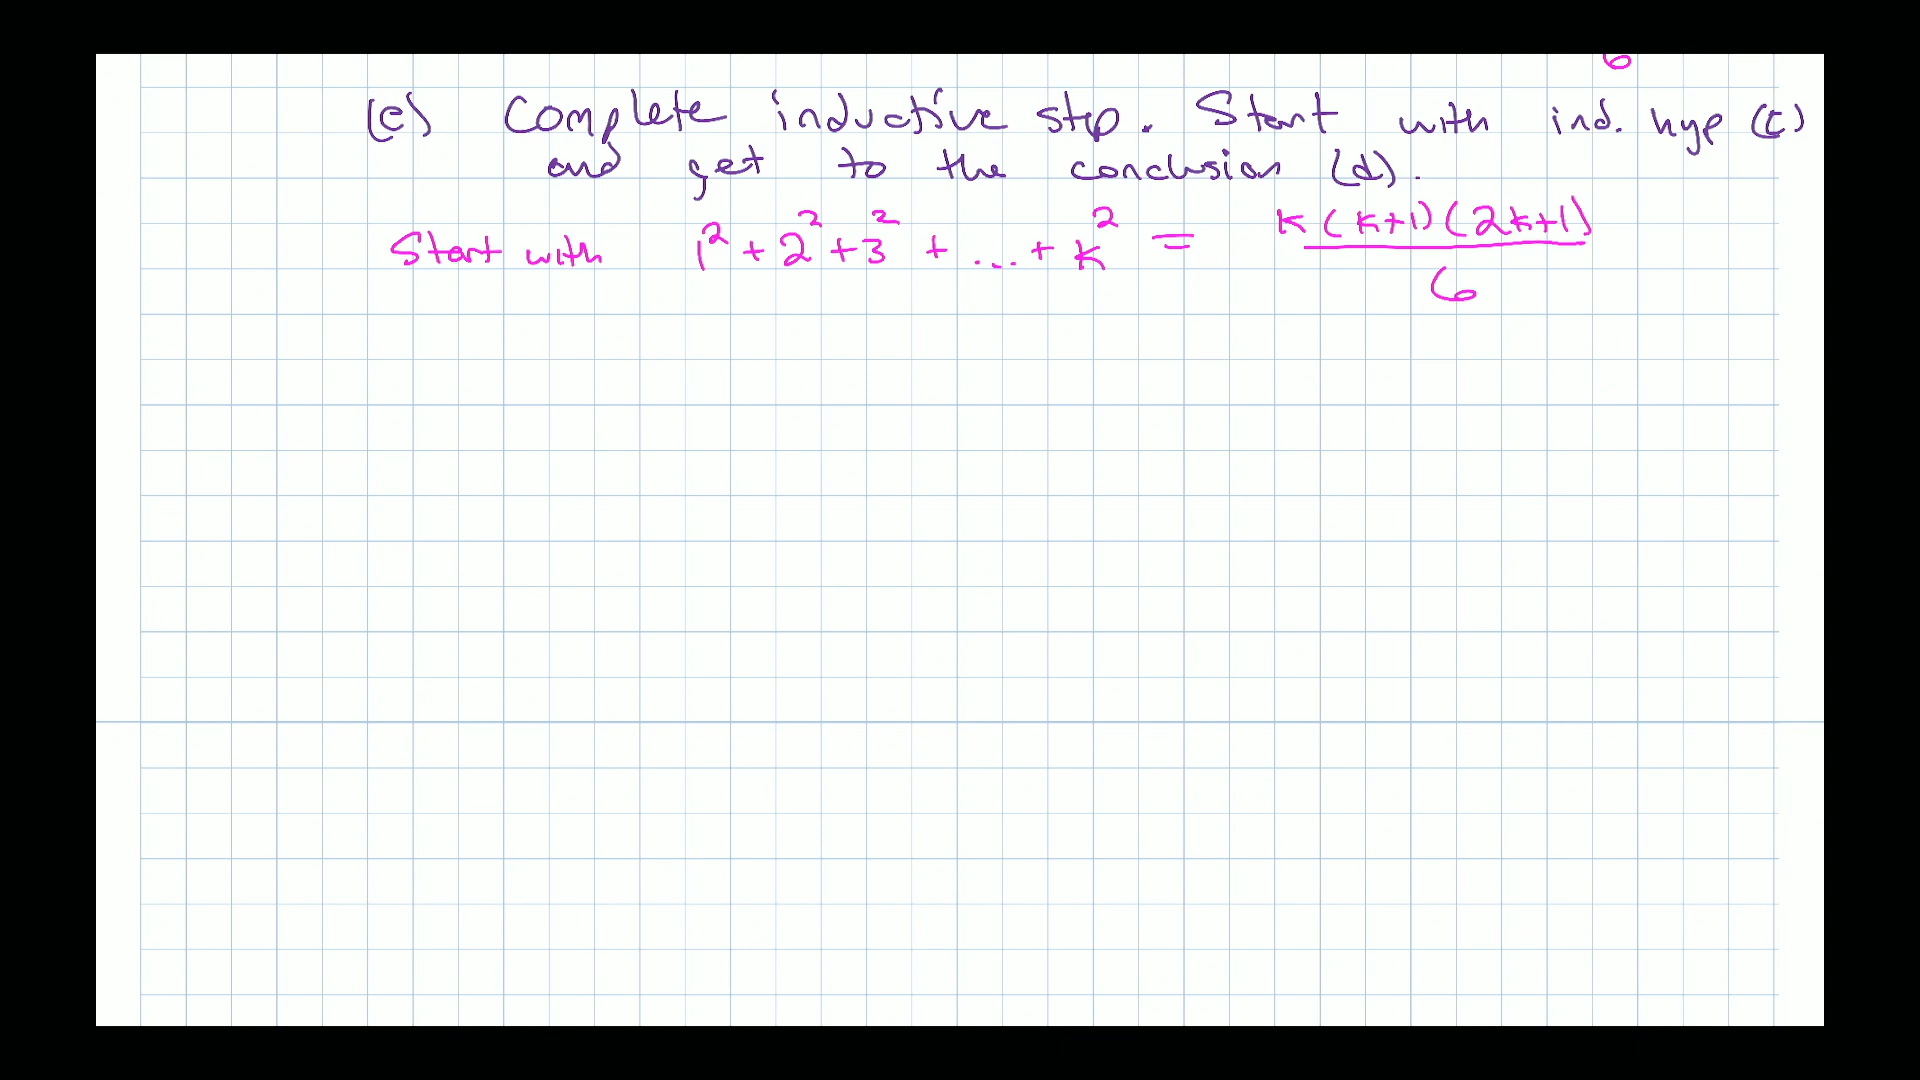 6
(e) Complete inductive step. Start with ind. hyp (c)
and get to the conclusion (d).
Start with 1² + 2² + 3² + ... + k² = k(k+1)(2k+1)
6